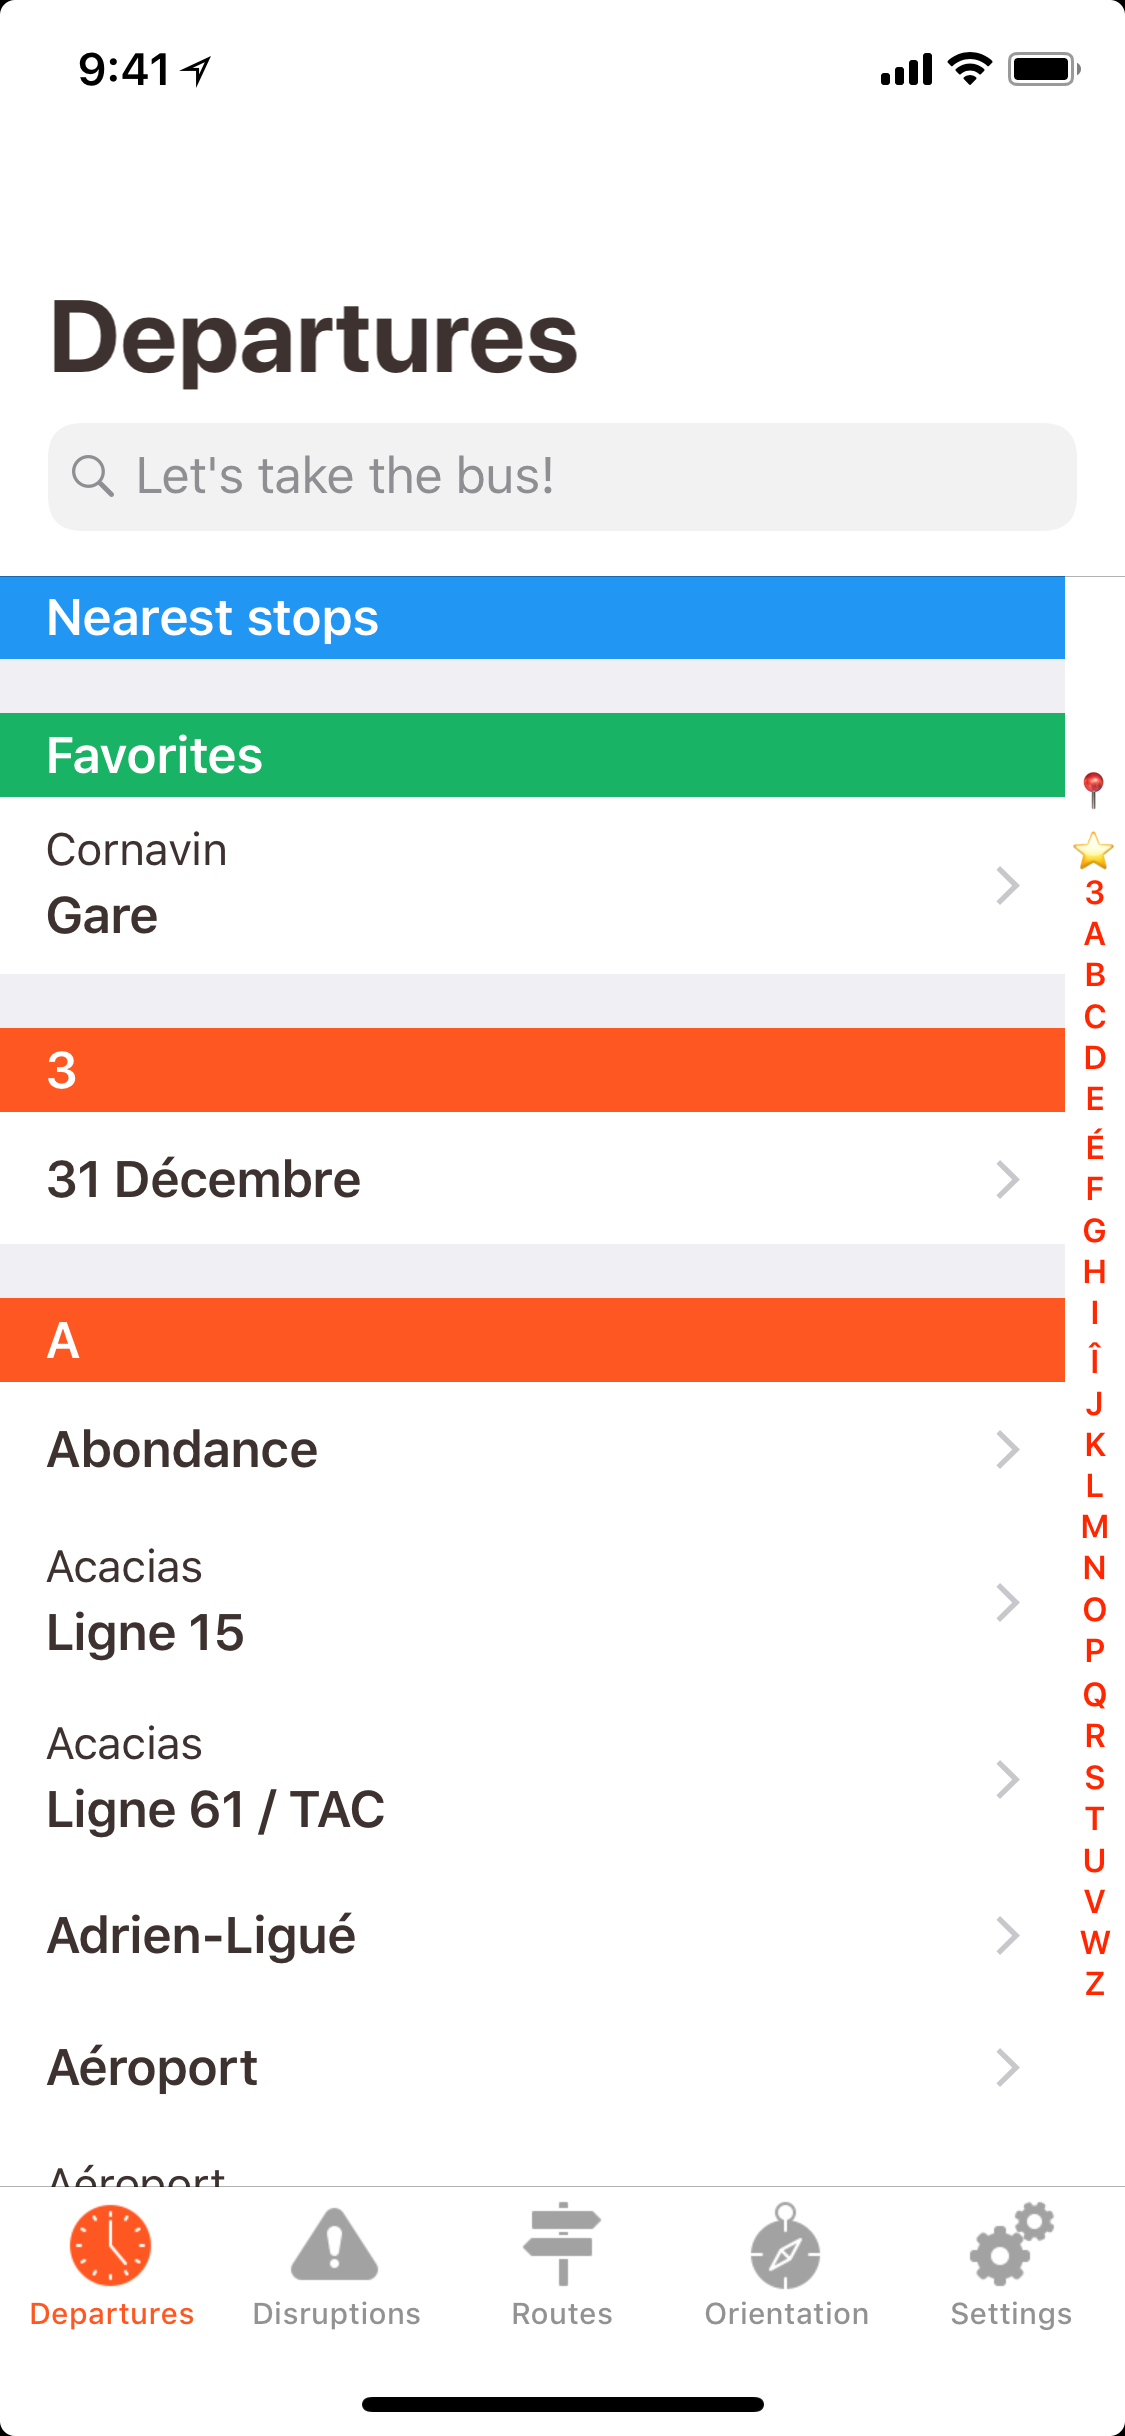 9:41
Departures
Let's take the bus!
Nearest stops
Favorites
Cornavin
Gare
3
31 Décembre
A
Abondance
Acacias
Ligne 15
Acacias
Ligne 61 / TAC
Adrien-Ligué
Aéroport
Aéroport
3
A
B
C
D
E
É
F
G
H
I
Î
J
K
L
M
N
O
P
Q
R
S
T
U
V
W
Z
Departures
Disruptions
Routes
Orientation
Settings